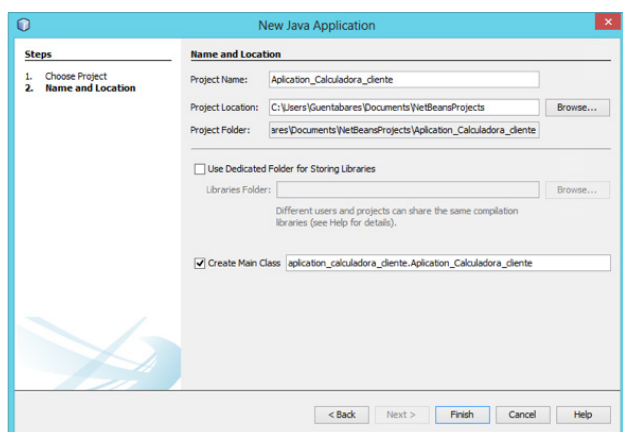 New Java Application
Steps
1. Choose Project
2. Name and Location
Name and Location
Project Name: Aplication_Calculadora_cliente
Project Location: C:\Users\Guentabares\Documents\NetBeansProjects Browse...
Project Folder: ares\Documents\NetBeansProjects\Aplication_Calculadora_cliente
Use Dedicated Folder for Storing Libraries
Libraries Folder: Browse...
Different users and projects can share the same compilation
libraries (see Help for details).
Create Main Class aplication_calculadora_cliente.Aplication_Calculadora_cliente
< Back Next > Finish Cancel Help